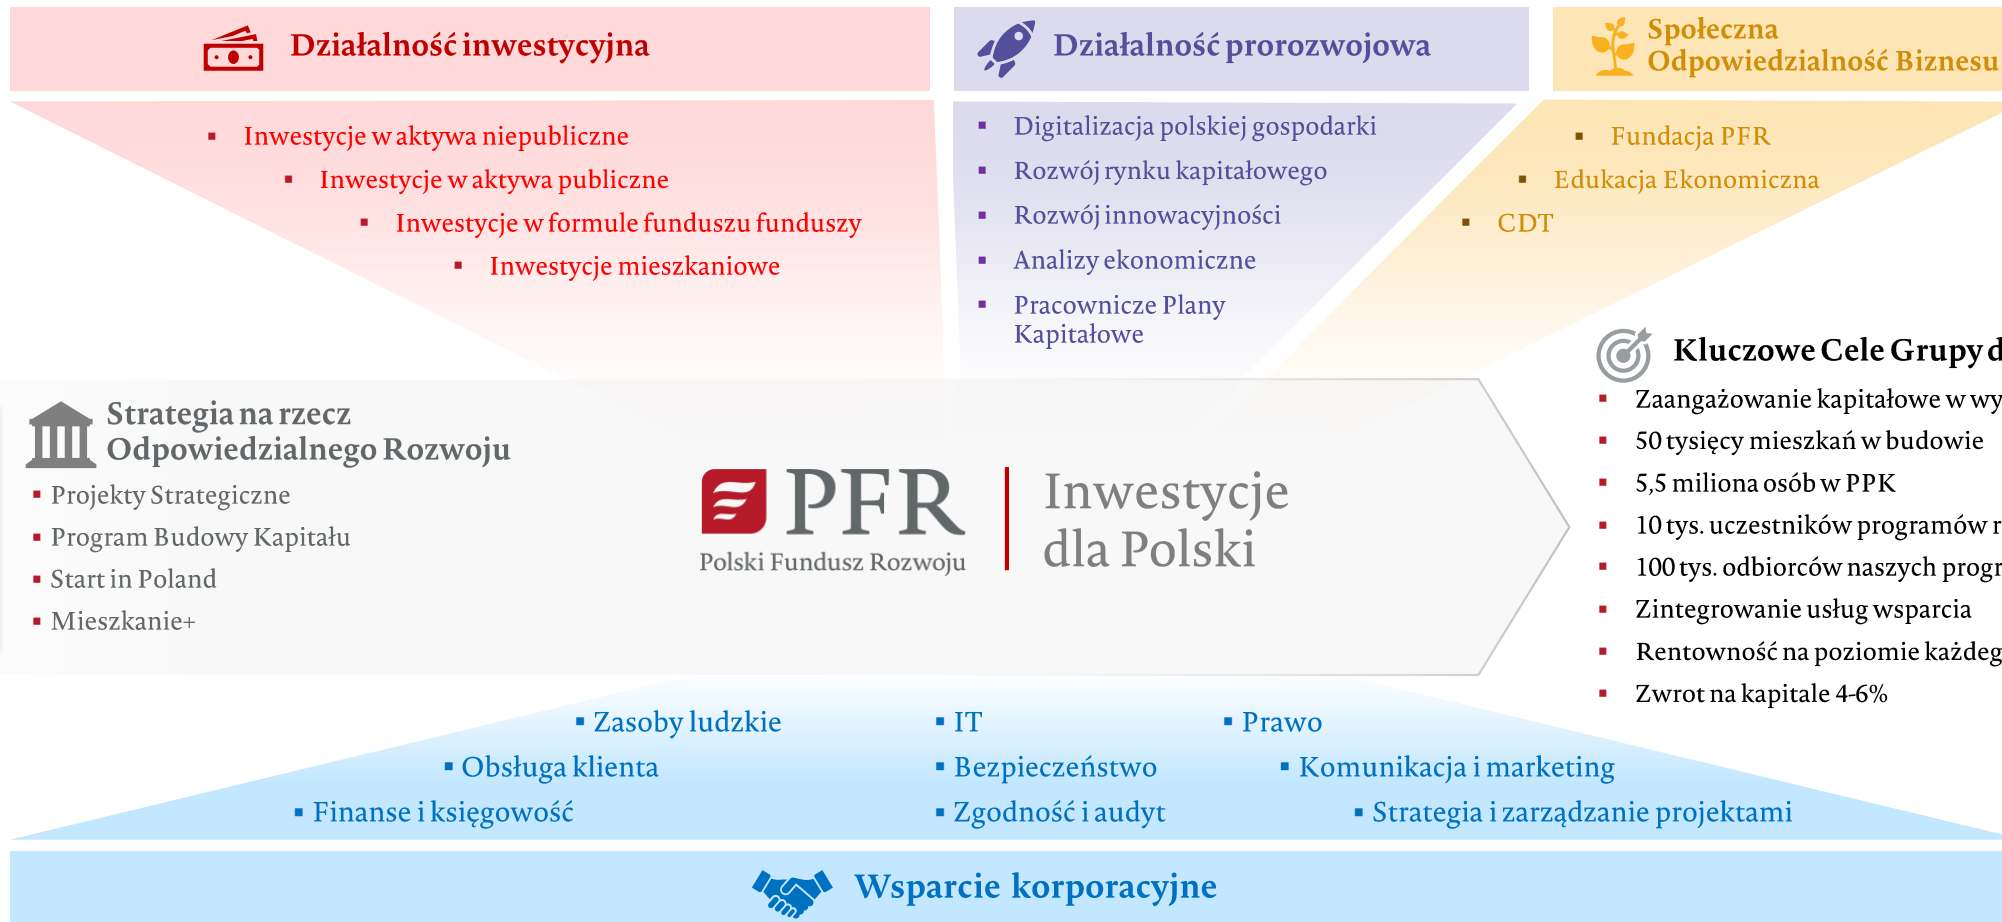 Działalność inwestycyjna
▪ Inwestycje w aktywa niepubliczne
▪ Inwestycje w aktywa publiczne
▪ Inwestycje w formule funduszu funduszy
▪ Inwestycje mieszkaniowe
Działalność prorozwojowa
▪ Digitalizacja polskiej gospodarki
▪ Rozwój rynku kapitałowego
▪ Rozwój innowacyjności
▪ Analizy ekonomiczne
▪ Pracownicze Plany
Kapitałowe
Społeczna
Odpowiedzialność Biznesu
▪ Fundacja PFR
▪ Edukacja Ekonomiczna
▪ CDT
Strategia na rzecz
Odpowiedzialnego Rozwoju
▪ Projekty Strategiczne
▪ Program Budowy Kapitału
▪ Start in Poland
▪ Mieszkanie+
PFR
Polski Fundusz Rozwoju
Inwestycje
dla Polski
Kluczowe Cele Grupy d
▪ Zaangażowanie kapitałowe w wy
▪ 50 tysięcy mieszkań w budowie
▪ 5,5 miliona osób w PPK
▪ 10 tys. uczestników programów r
▪ 100 tys. odbiorców naszych progr
▪ Zintegrowanie usług wsparcia
▪ Rentowność na poziomie każdeg
▪ Zwrot na kapitale 4-6%
▪ Zasoby ludzkie
▪ Obsługa klienta
▪ Finanse i księgowość
▪ IT
▪ Bezpieczeństwo
▪ Zgodność i audyt
▪ Prawo
▪ Komunikacja i marketing
▪ Strategia i zarządzanie projektami
Wsparcie korporacyjne